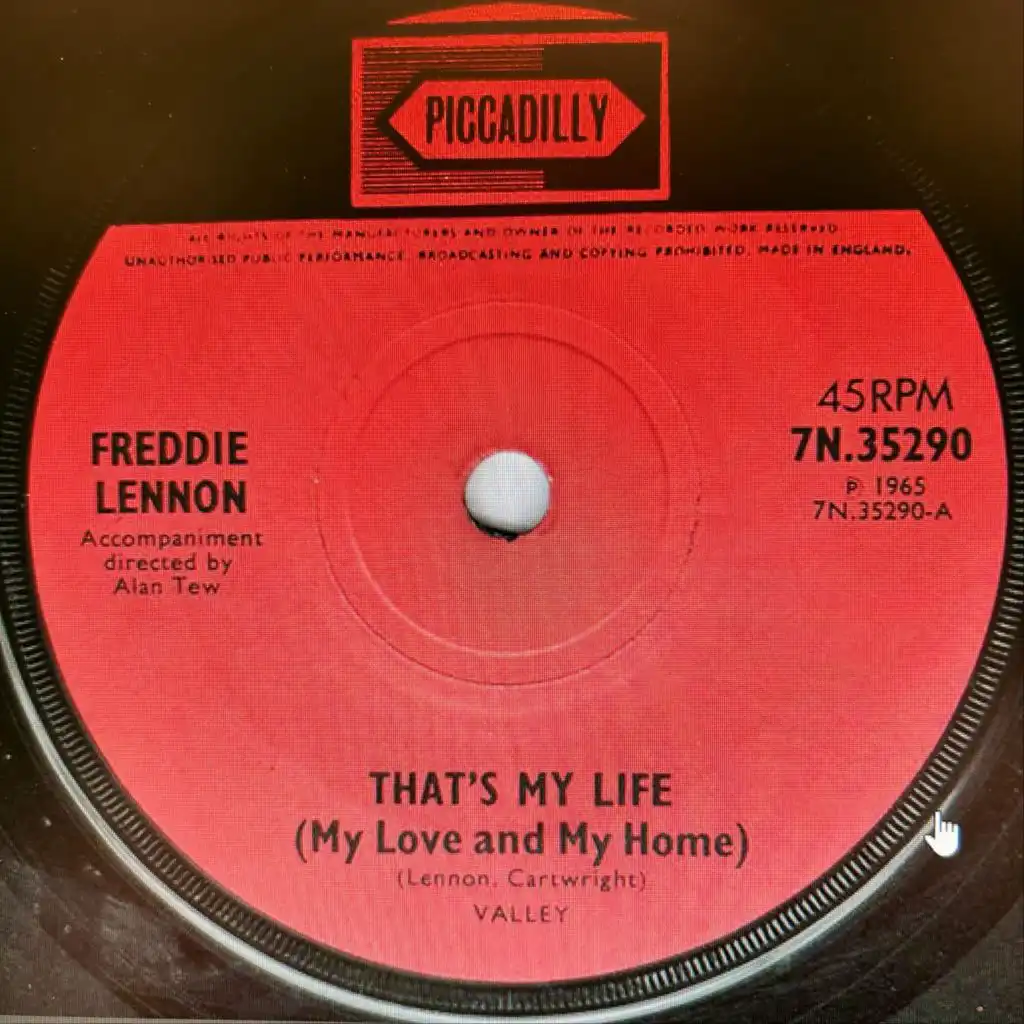 PICCADILLY
ALL RIGHTS OF THE MANUFACTURERS AND OWNER OF THE RECORDED WORK RESERVED
UNAUTHORISED PUBLIC PERFORMANCE, BROADCASTING AND COPYING PROHIBITED. MADE IN ENGLAND.
45RPM
7N.35290
℗ 1965
7N.35290-A
FREDDIE
LENNON
Accompaniment
directed by
Alan Tew
THAT'S MY LIFE
(My Love and My Home)
(Lennon, Cartwright)
VALLEY